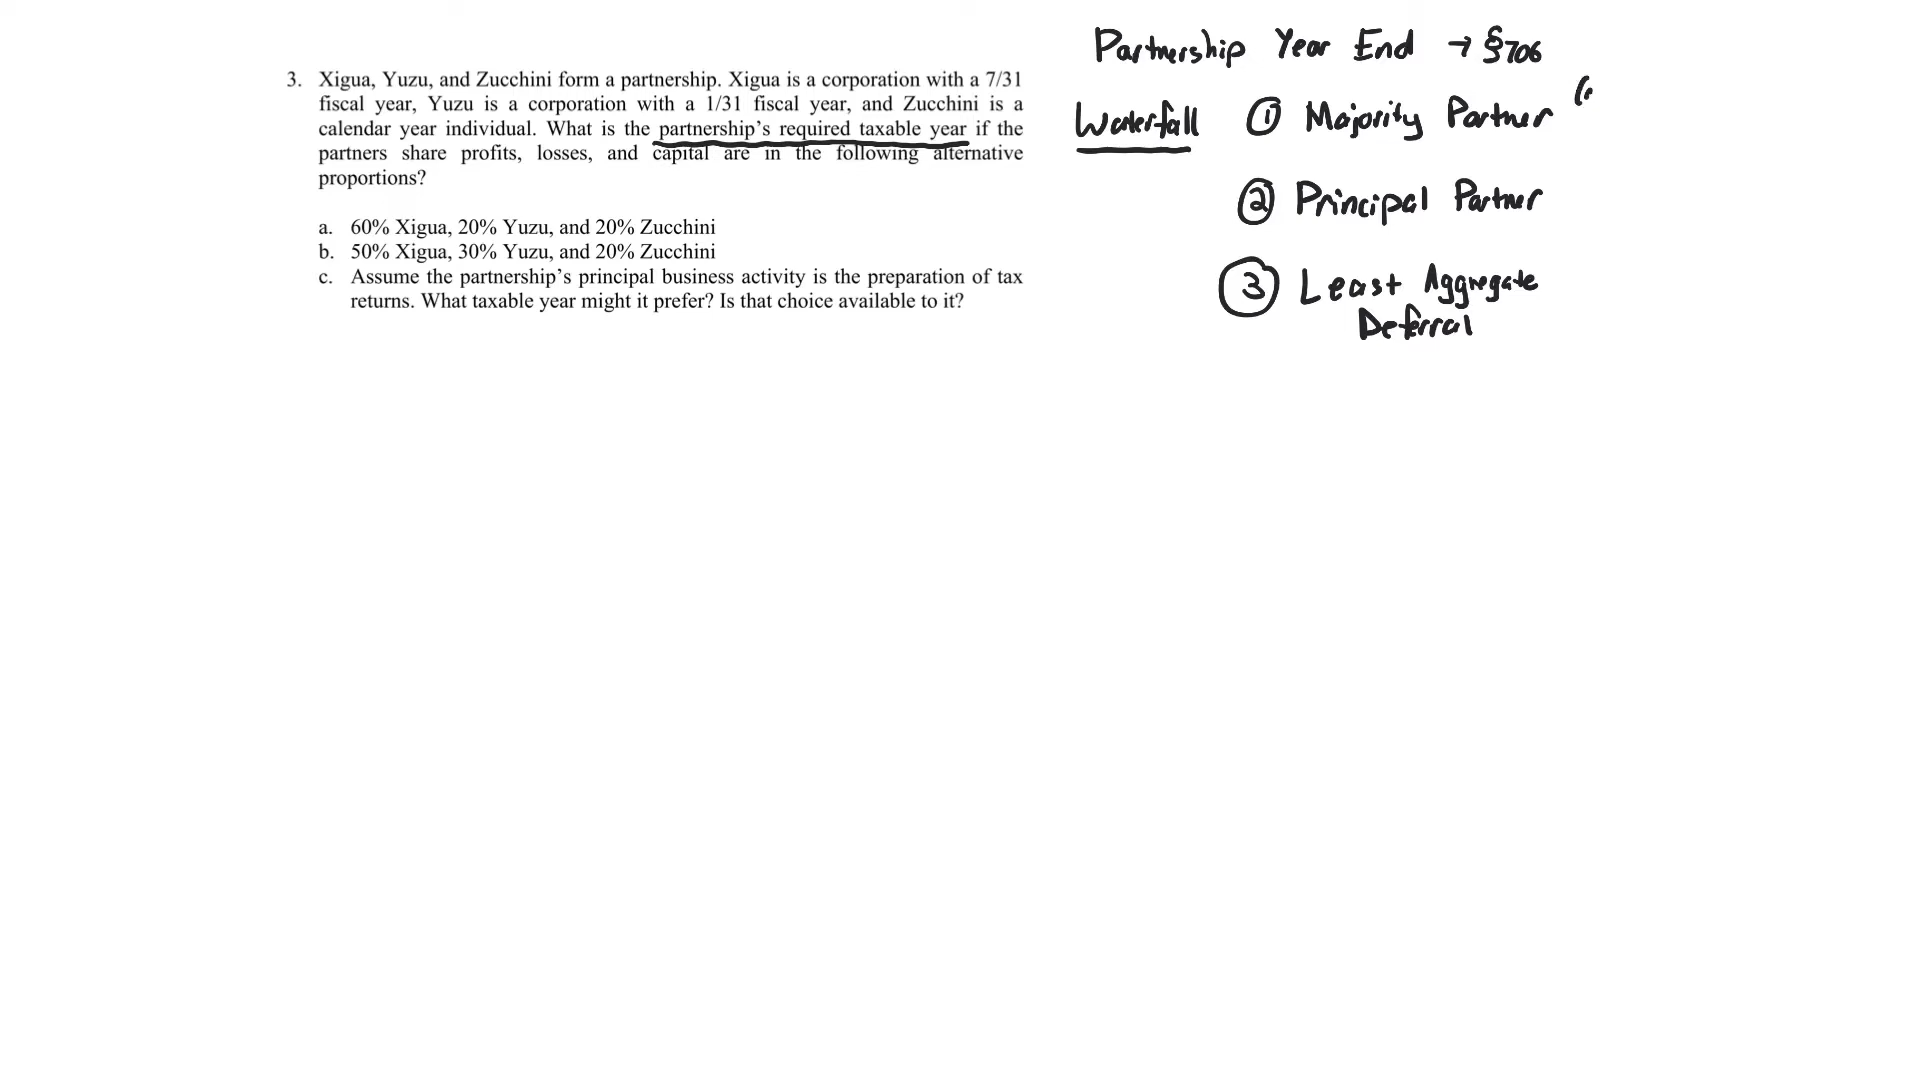 Partnership Year End → §706
3. Xigua, Yuzu, and Zucchini form a partnership. Xigua is a corporation with a 7/31
fiscal year, Yuzu is a corporation with a 1/31 fiscal year, and Zucchini is a
calendar year individual. What is the partnership's required taxable year if the
partners share profits, losses, and capital are in the following alternative
proportions?
a. 60% Xigua, 20% Yuzu, and 20% Zucchini
b. 50% Xigua, 30% Yuzu, and 20% Zucchini
c. Assume the partnership's principal business activity is the preparation of tax
returns. What taxable year might it prefer? Is that choice available to it?
Waterfall ① Majority Partner (
② Principal Partner
③ Least Aggregate
Deferral